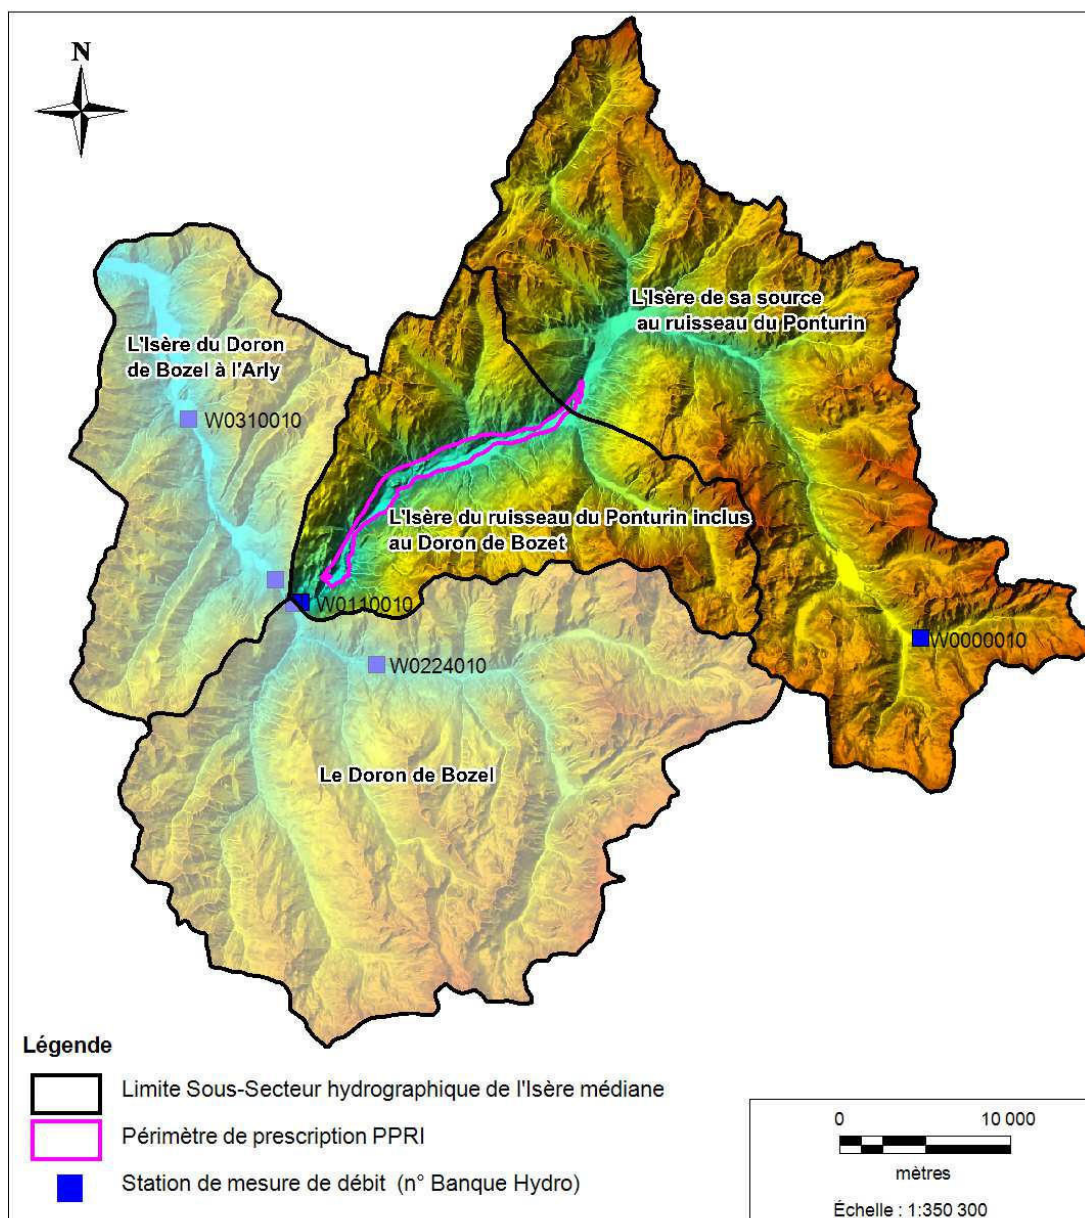 N
L'Isère de sa source
au ruisseau du Ponturin
L'Isère du Doron
de Bozel à l'Arly
W0310010
L'Isère du ruisseau du Ponturin inclus
au Doron de Bozet
W0110010
W0000010
W0224010
Le Doron de Bozel
Légende
Limite Sous-Secteur hydrographique de l'Isère médiane
Périmètre de prescription PPRI
Station de mesure de débit (n° Banque Hydro)
0 10 000
mètres
Échelle : 1:350 300